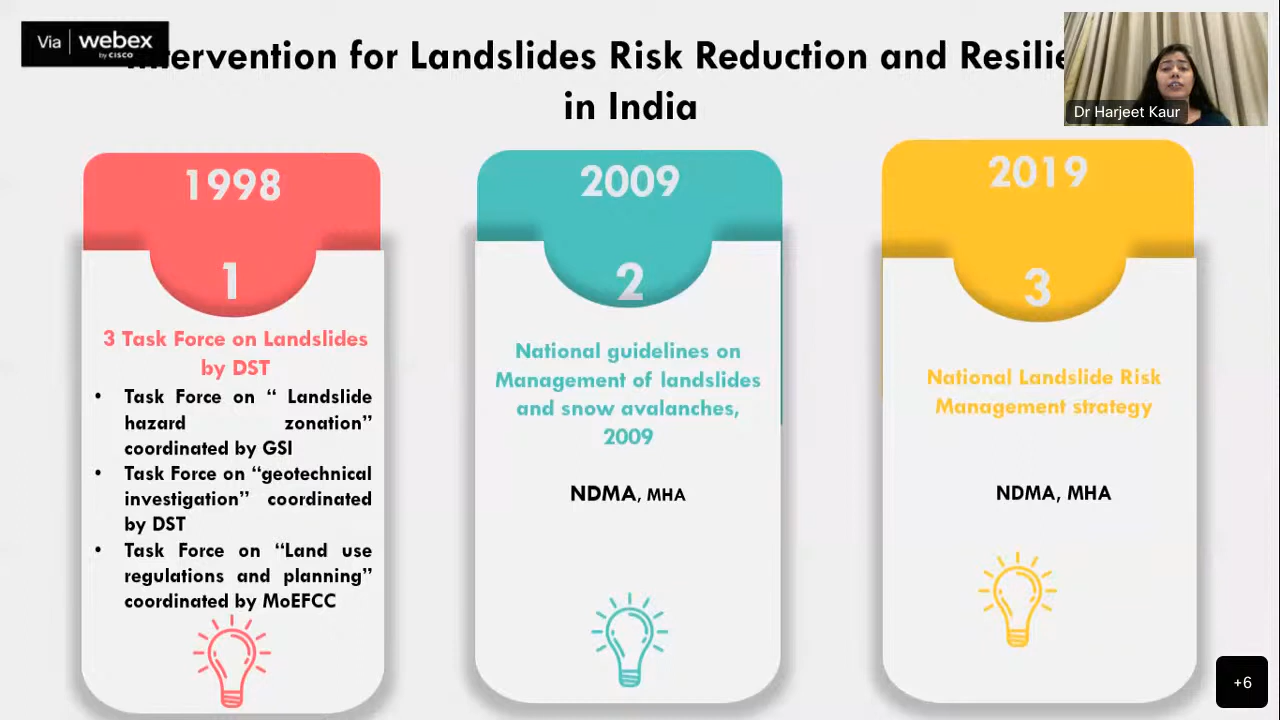 Via webex
by CISCO
ntervention for Landslides Risk Reduction and Resilie
in India
Dr Harjeet Kaur
1998
1
3 Task Force on Landslides
by DST
• Task Force on “ Landslide
hazard zonation”
coordinated by GSI
• Task Force on “geotechnical
investigation” coordinated
by DST
• Task Force on “Land use
regulations and planning”
coordinated by MoEFCC
2009
2
National guidelines on
Management of landslides
and snow avalanches,
2009
NDMA, MHA
2019
3
National Landslide Risk
Management strategy
NDMA, MHA
+6